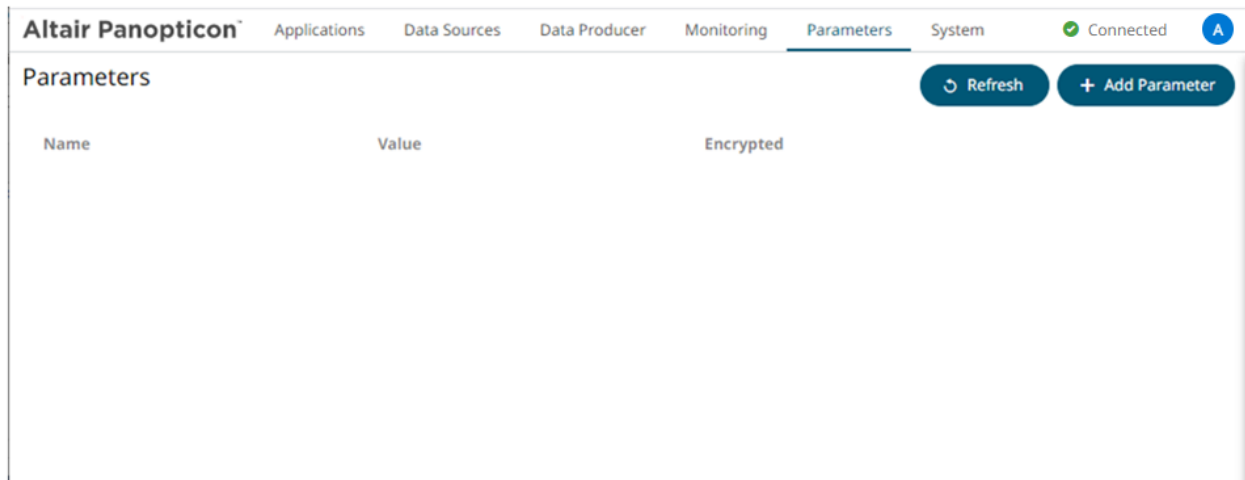 Altair Panopticon™ Applications Data Sources Data Producer Monitoring Parameters System Connected A
Parameters Refresh + Add Parameter
Name Value Encrypted